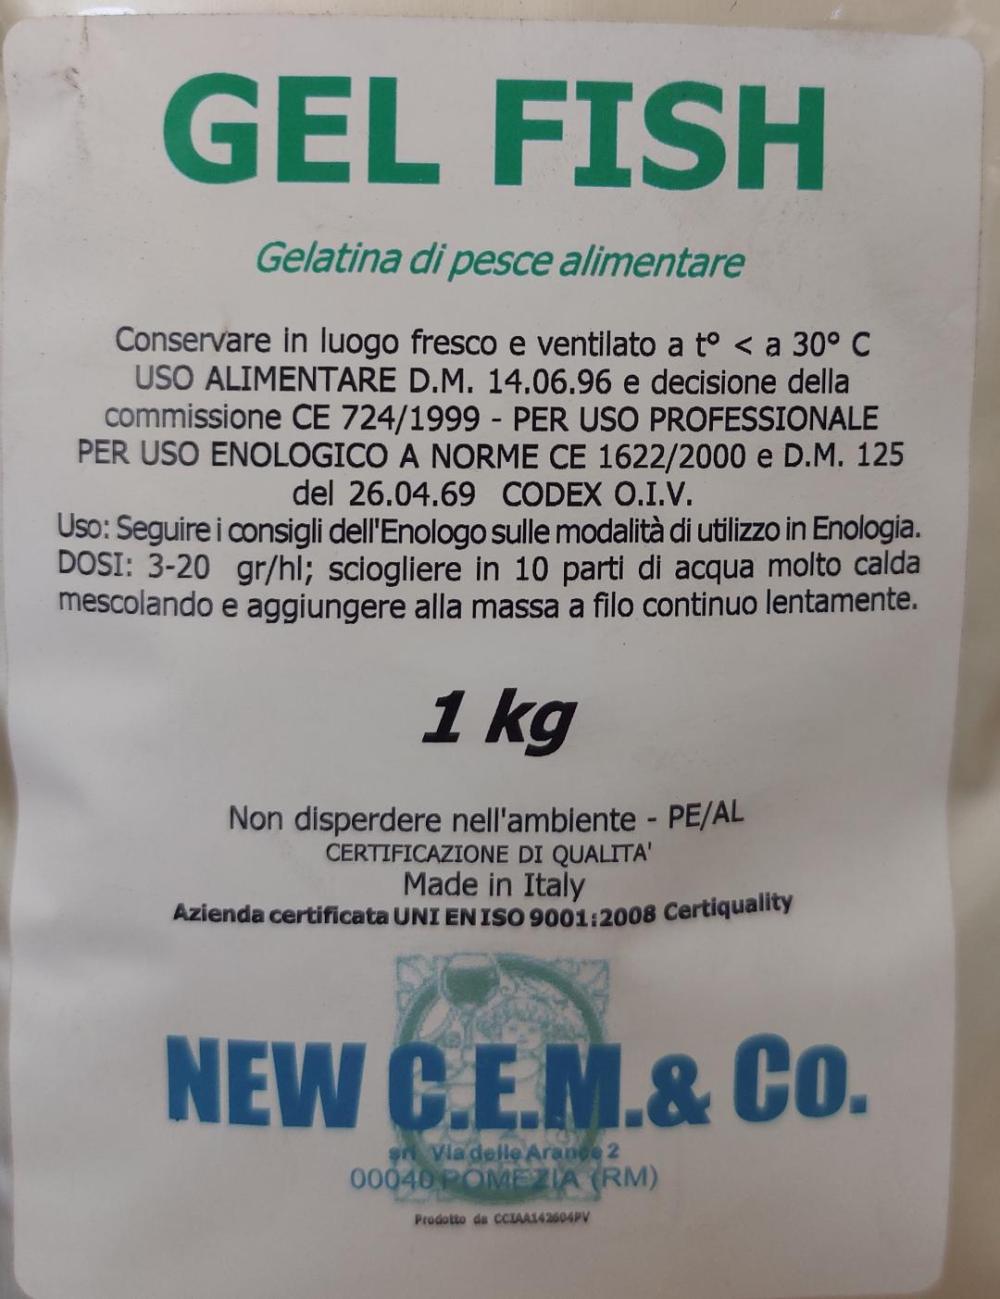 GEL FISH
Gelatina di pesce alimentare
Conservare in luogo fresco e ventilato a t° < a 30° C
USO ALIMENTARE D.M. 14.06.96 e decisione della
commissione CE 724/1999 - PER USO PROFESSIONALE
PER USO ENOLOGICO A NORME CE 1622/2000 e D.M. 125
del 26.04.69 CODEX O.I.V.
Uso: Seguire i consigli dell'Enologo sulle modalità di utilizzo in Enologia.
DOSI: 3-20 gr/hl; sciogliere in 10 parti di acqua molto calda
mescolando e aggiungere alla massa a filo continuo lentamente.
1 kg
Non disperdere nell'ambiente - PE/AL
CERTIFICAZIONE DI QUALITA'
Made in Italy
Azienda certificata UNI EN ISO 9001:2008 Certiquality
NEW C.E.M.& Co.
srl Via delle Arance 2
00040 POMEZIA (RM)
Prodotto da CCIAA142604PV